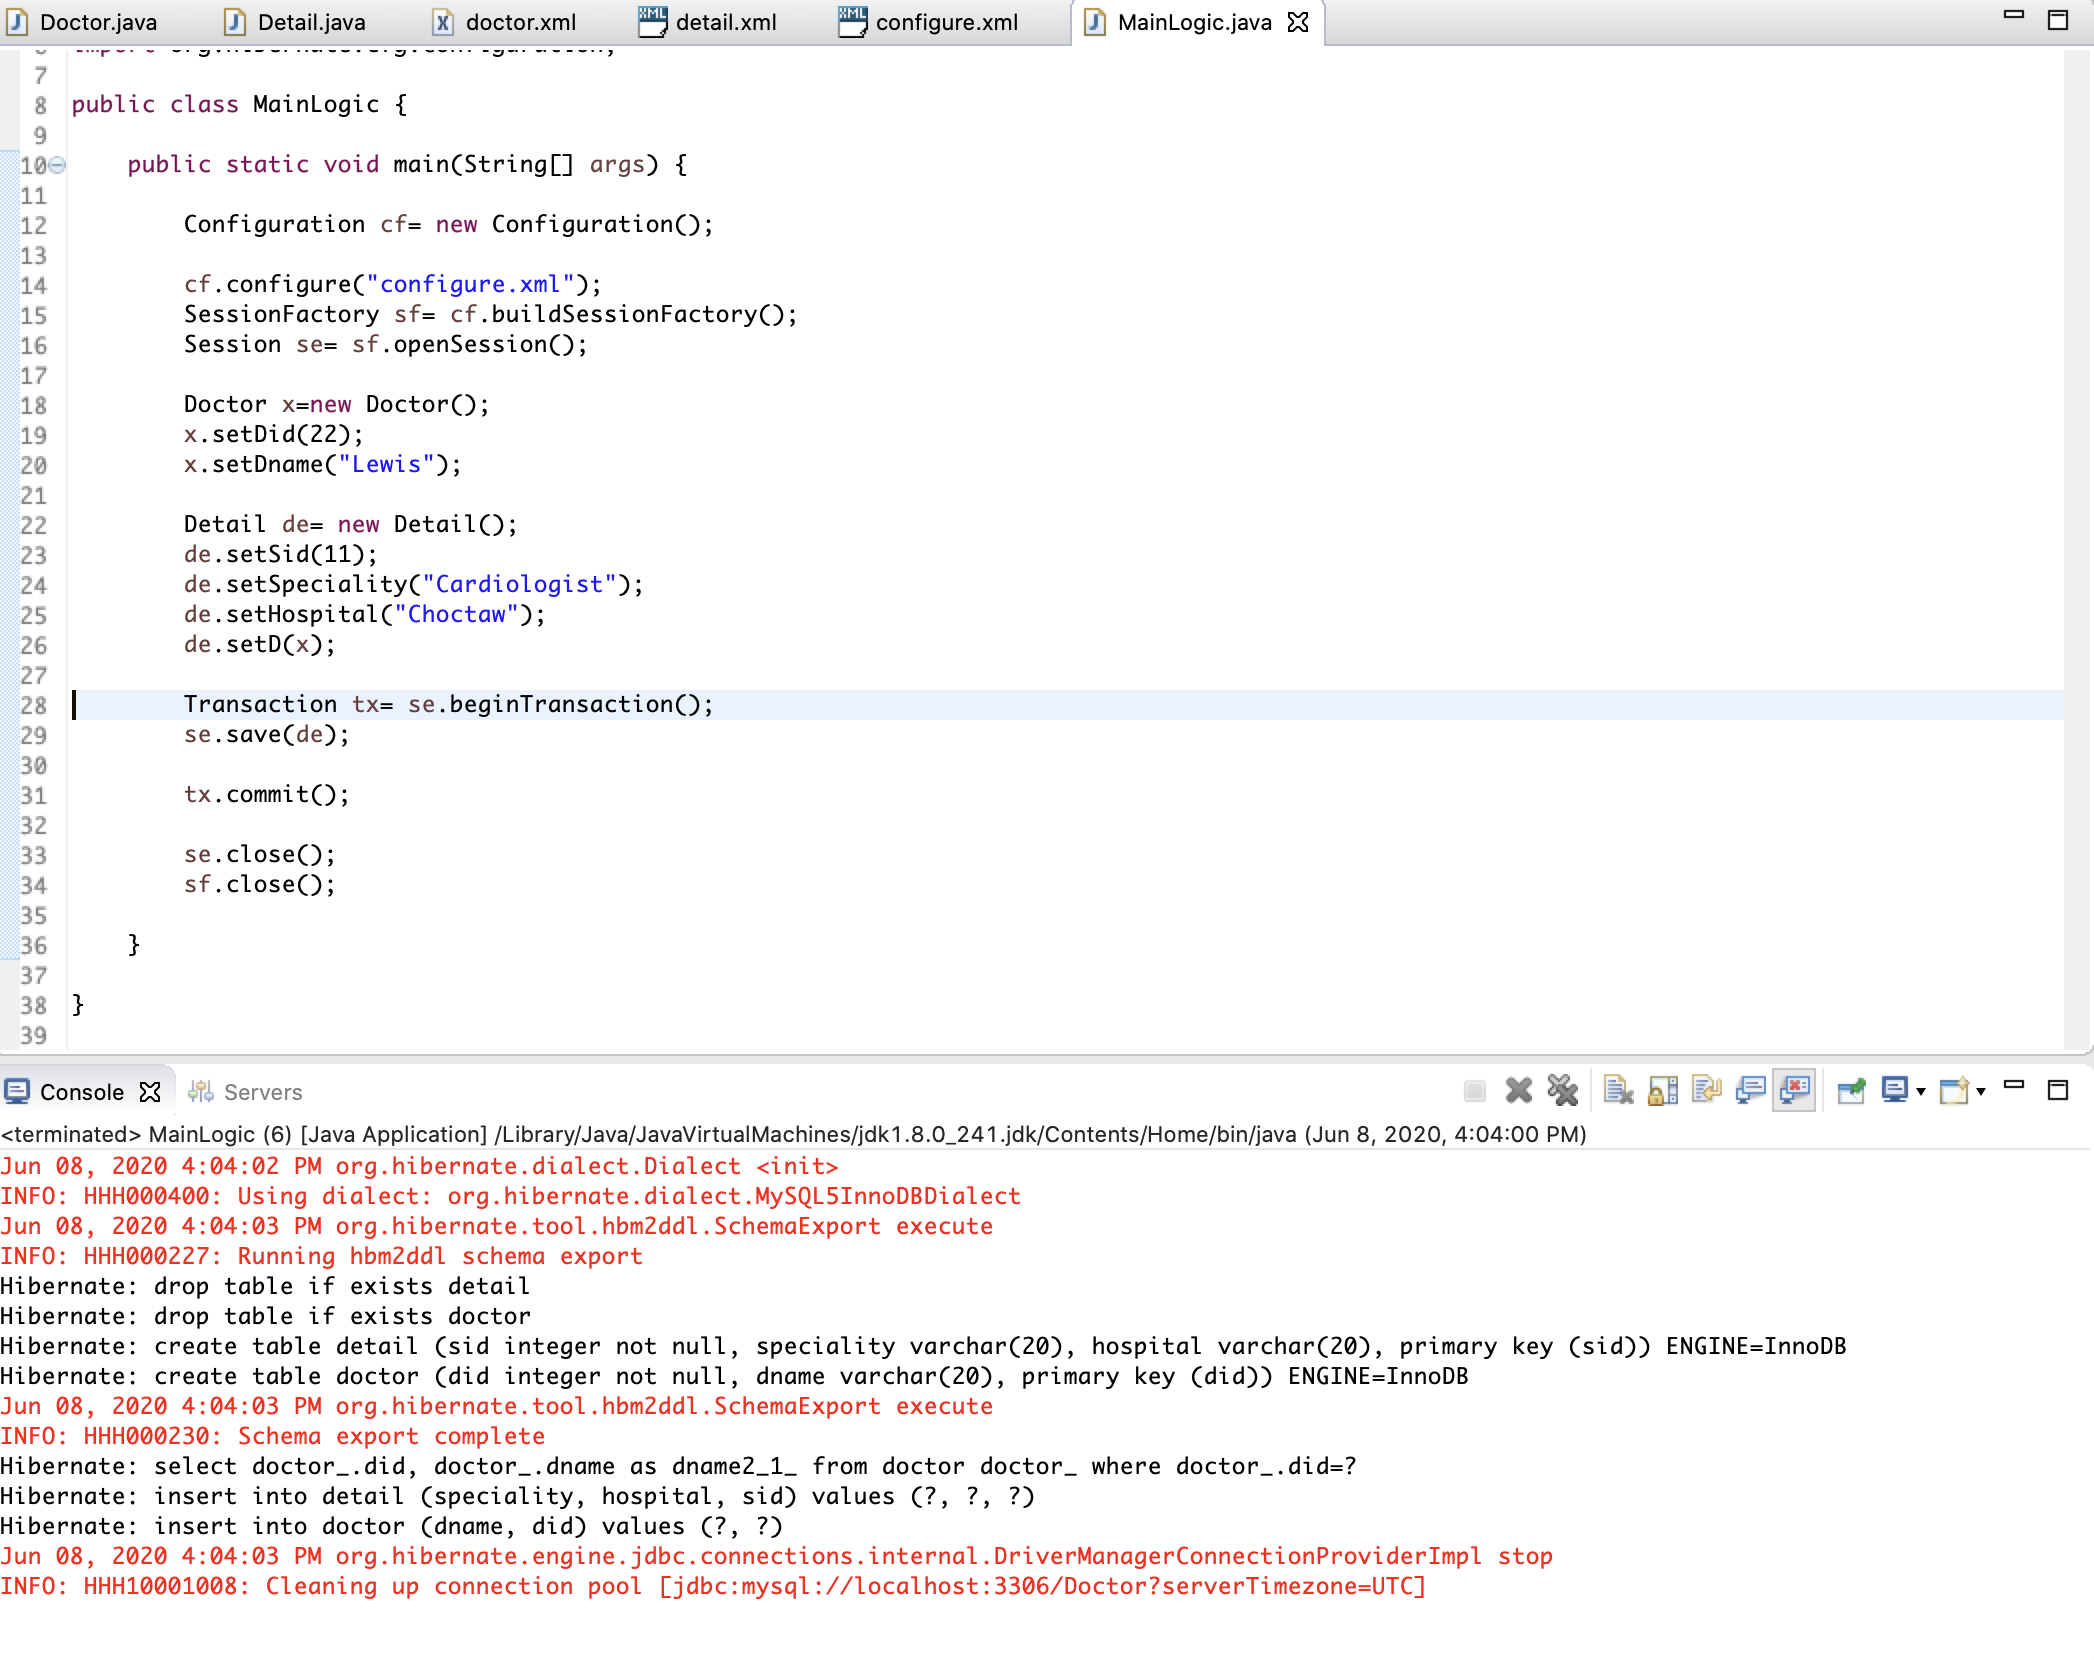 Doctor.java Detail.java doctor.xml detail.xml configure.xml MainLogic.java
import org.hibernate.cfg.Configuration;
7
8 public class MainLogic {
9
10 public static void main(String[] args) {
11
12 Configuration cf= new Configuration();
13
14 cf.configure("configure.xml");
15 SessionFactory sf= cf.buildSessionFactory();
16 Session se= sf.openSession();
17
18 Doctor x=new Doctor();
19 x.setDid(22);
20 x.setDname("Lewis");
21
22 Detail de= new Detail();
23 de.setSid(11);
24 de.setSpeciality("Cardiologist");
25 de.setHospital("Choctaw");
26 de.setD(x);
27
28 Transaction tx= se.beginTransaction();
29 se.save(de);
30
31 tx.commit();
32
33 se.close();
34 sf.close();
35
36 }
37
38 }
39
Console Servers
<terminated> MainLogic (6) [Java Application] /Library/Java/JavaVirtualMachines/jdk1.8.0_241.jdk/Contents/Home/bin/java (Jun 8, 2020, 4:04:00 PM)
Jun 08, 2020 4:04:02 PM org.hibernate.dialect.Dialect <init>
INFO: HHH000400: Using dialect: org.hibernate.dialect.MySQL5InnoDBDialect
Jun 08, 2020 4:04:03 PM org.hibernate.tool.hbm2ddl.SchemaExport execute
INFO: HHH000227: Running hbm2ddl schema export
Hibernate: drop table if exists detail
Hibernate: drop table if exists doctor
Hibernate: create table detail (sid integer not null, speciality varchar(20), hospital varchar(20), primary key (sid)) ENGINE=InnoDB
Hibernate: create table doctor (did integer not null, dname varchar(20), primary key (did)) ENGINE=InnoDB
Jun 08, 2020 4:04:03 PM org.hibernate.tool.hbm2ddl.SchemaExport execute
INFO: HHH000230: Schema export complete
Hibernate: select doctor_.did, doctor_.dname as dname2_1_ from doctor doctor_ where doctor_.did=?
Hibernate: insert into detail (speciality, hospital, sid) values (?, ?, ?)
Hibernate: insert into doctor (dname, did) values (?, ?)
Jun 08, 2020 4:04:03 PM org.hibernate.engine.jdbc.connections.internal.DriverManagerConnectionProviderImpl stop
INFO: HHH10001008: Cleaning up connection pool [jdbc:mysql://localhost:3306/Doctor?serverTimezone=UTC]